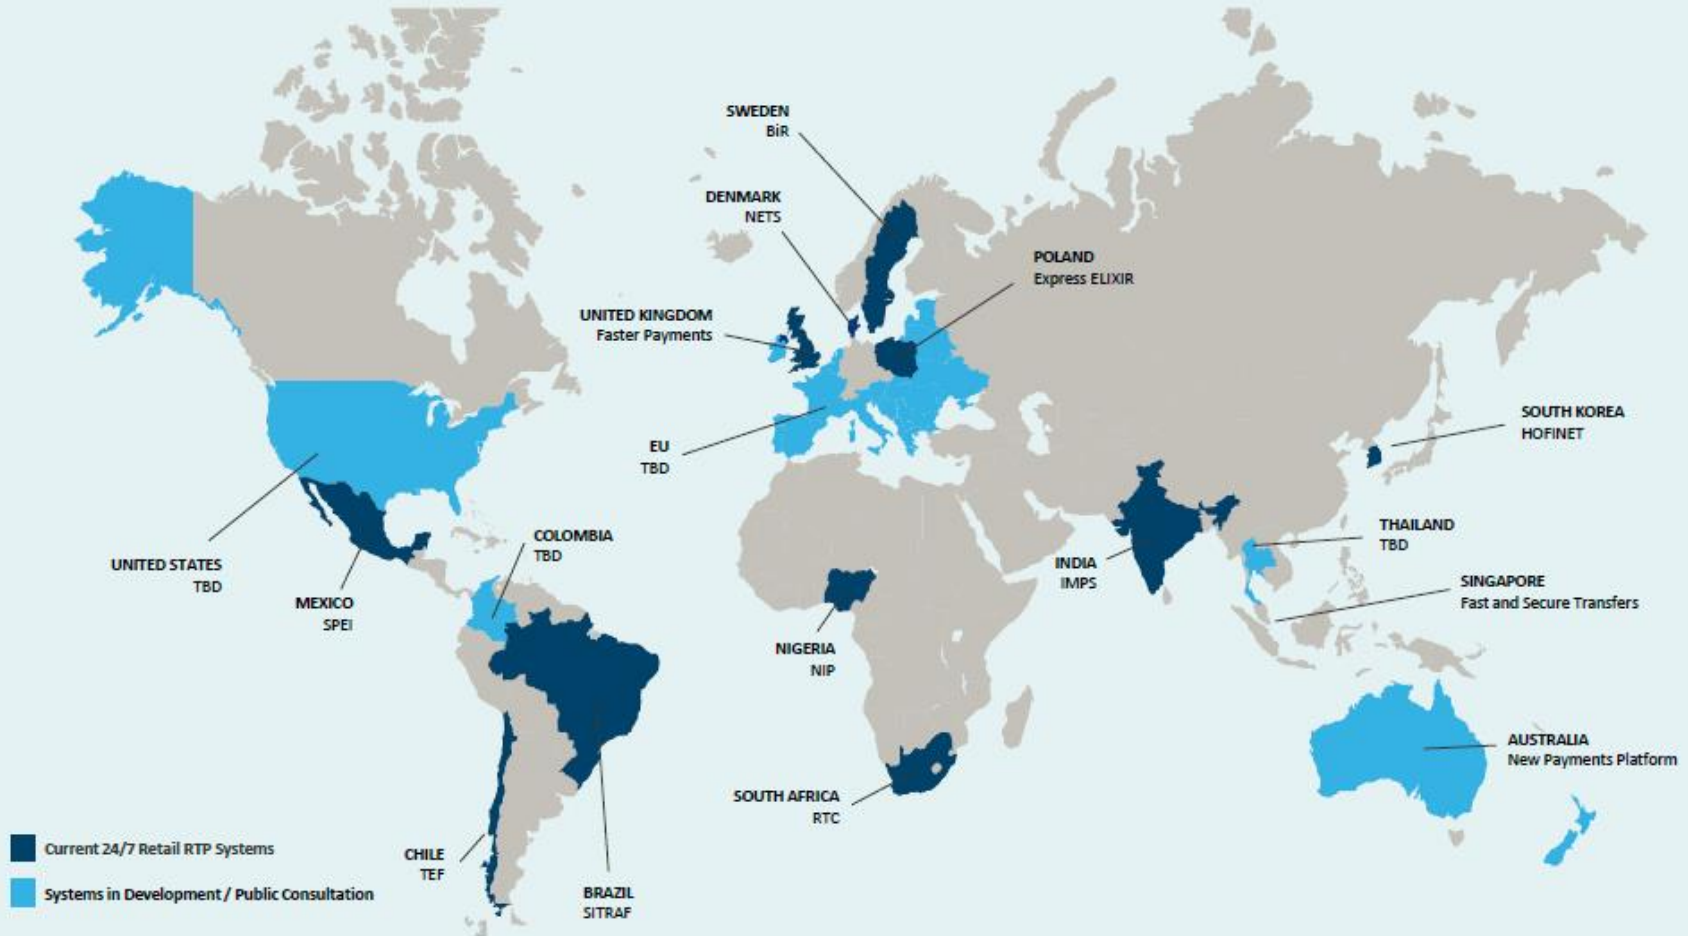 SWEDEN
BiR
DENMARK
NETS
POLAND
Express ELIXIR
UNITED KINGDOM
Faster Payments
SOUTH KOREA
HOFINET
EU
TBD
COLOMBIA
TBD
THAILAND
TBD
UNITED STATES
TBD
INDIA
IMPS
SINGAPORE
Fast and Secure Transfers
MEXICO
SPEI
NIGERIA
NIP
AUSTRALIA
New Payments Platform
SOUTH AFRICA
RTC
CHILE
TEF
BRAZIL
SITRAF
Current 24/7 Retail RTP Systems
Systems in Development / Public Consultation